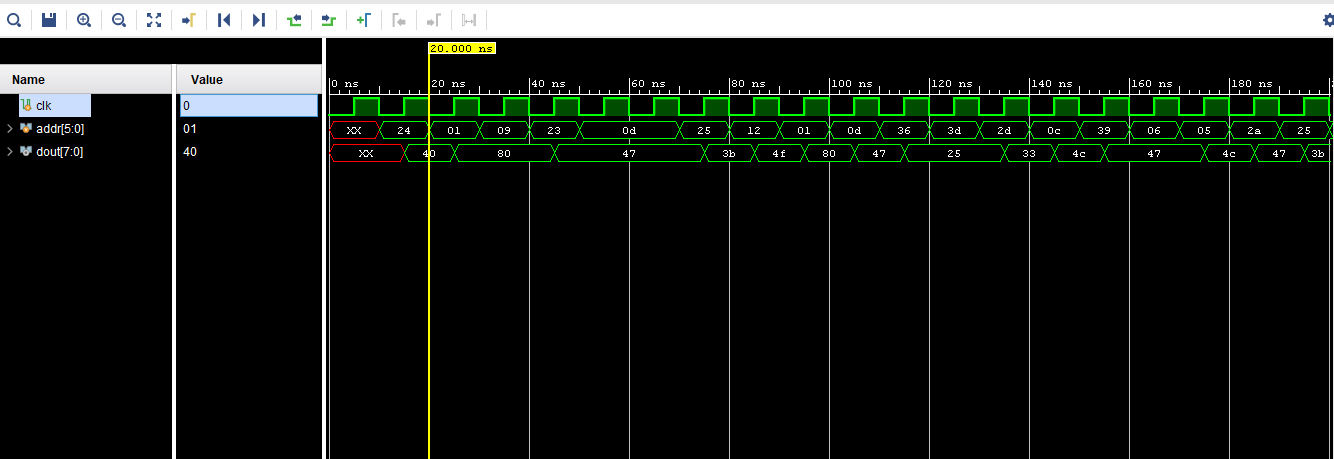 20.000 ns
Name Value
0 ns 20 ns 40 ns 60 ns 80 ns 100 ns 120 ns 140 ns 160 ns 180 ns
clk 0
addr[5:0] 01 XX 24 01 09 23 0d 25 12 01 0d 36 3d 2d 0c 39 06 05 2a 25
dout[7:0] 40 XX 40 80 47 3b 4f 80 47 25 33 4c 47 4c 47 3b